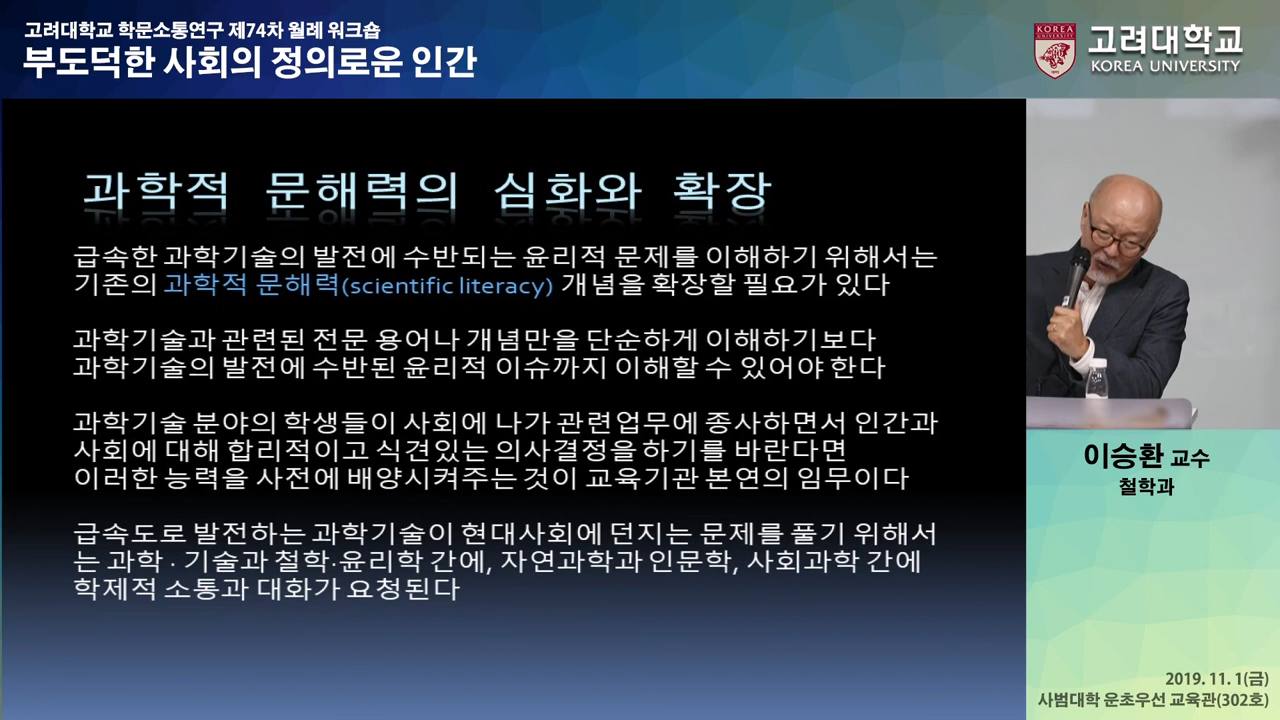 고려대학교 학문소통연구 제74차 월례 워크숍
부도덕한 사회의 정의로운 인간
KOREA
UNIVERSITY
1905
고려대학교
KOREA UNIVERSITY
과학적 문해력의 심화와 확장
급속한 과학기술의 발전에 수반되는 윤리적 문제를 이해하기 위해서는
기존의 과학적 문해력(scientific literacy) 개념을 확장할 필요가 있다
과학기술과 관련된 전문 용어나 개념만을 단순하게 이해하기보다
과학기술의 발전에 수반된 윤리적 이슈까지 이해할 수 있어야 한다
과학기술 분야의 학생들이 사회에 나가 관련업무에 종사하면서 인간과
사회에 대해 합리적이고 식견있는 의사결정을 하기를 바란다면
이러한 능력을 사전에 배양시켜주는 것이 교육기관 본연의 임무이다
급속도로 발전하는 과학기술이 현대사회에 던지는 문제를 풀기 위해서
는 과학 · 기술과 철학·윤리학 간에, 자연과학과 인문학, 사회과학 간에
학제적 소통과 대화가 요청된다
이승환 교수
철학과
2019. 11. 1(금)
사범대학 운초우선 교육관(302호)